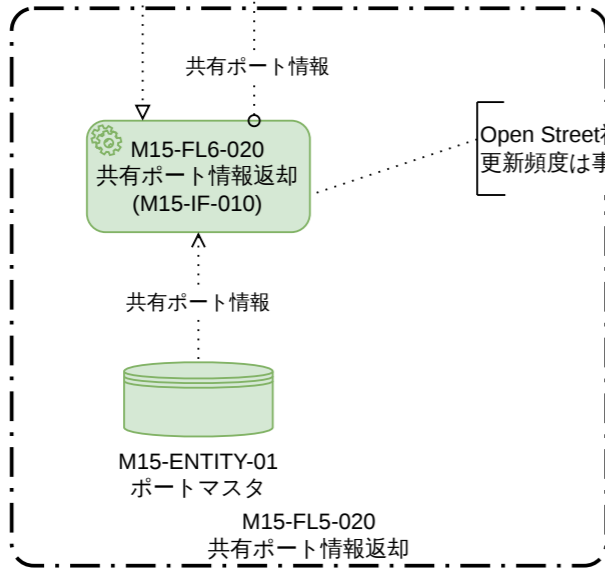 共有ポート情報
M15-FL6-020
共有ポート情報返却
(M15-IF-010)
Open Street
更新頻度は事
共有ポート情報
M15-ENTITY-01
ポートマスタ
M15-FL5-020
共有ポート情報返却